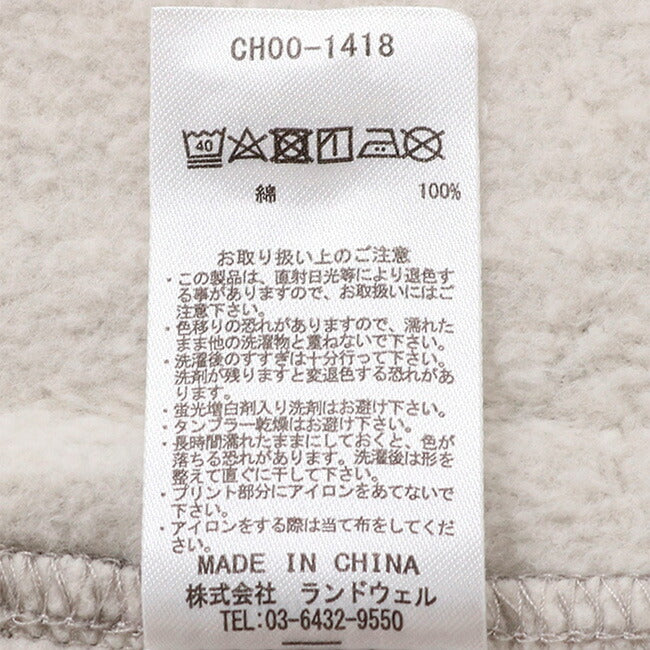 CH00-1418
40
綿 100%
お取り扱い上のご注意
・この製品は、直射日光等により退色す
る事がありますので、お取扱いにはご
注意下さい。
・色移りの恐れがありますので、濡れた
まま他の洗濯物と重ねないで下さい。
・洗濯後のすすぎは十分行って下さい。
洗剤が残りますと変退色する恐れがあ
ります。
・蛍光増白剤入り洗剤はお避け下さい。
・タンブラー乾燥はお避け下さい。
・長時間濡れたままにしておくと、色が
落ちる恐れがあります。洗濯後は形を
整えて直ぐに干して下さい。
・プリント部分にアイロンをあてないで
下さい。
・アイロンをする際は当て布をしてくだ
さい。
MADE IN CHINA
株式会社 ランドウェル
TEL:03-6432-9550